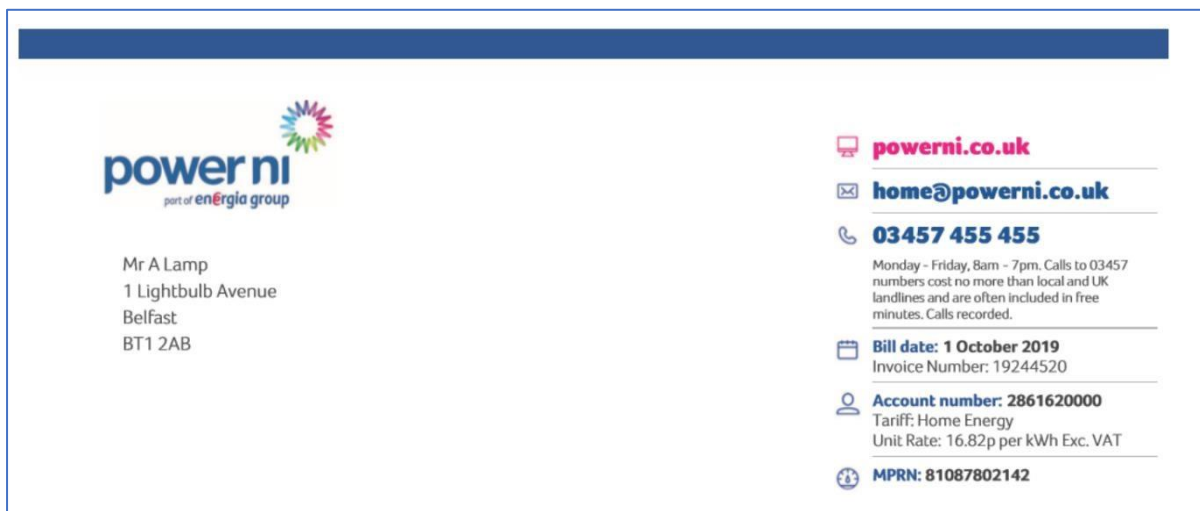 power ni
part of energia group
Mr A Lamp
1 Lightbulb Avenue
Belfast
BT1 2AB
powerni.co.uk
home@powerni.co.uk
03457 455 455
Monday - Friday, 8am - 7pm. Calls to 03457
numbers cost no more than local and UK
landlines and are often included in free
minutes. Calls recorded.
Bill date: 1 October 2019
Invoice Number: 19244520
Account number: 2861620000
Tariff: Home Energy
Unit Rate: 16.82p per kWh Exc. VAT
MPRN: 81087802142